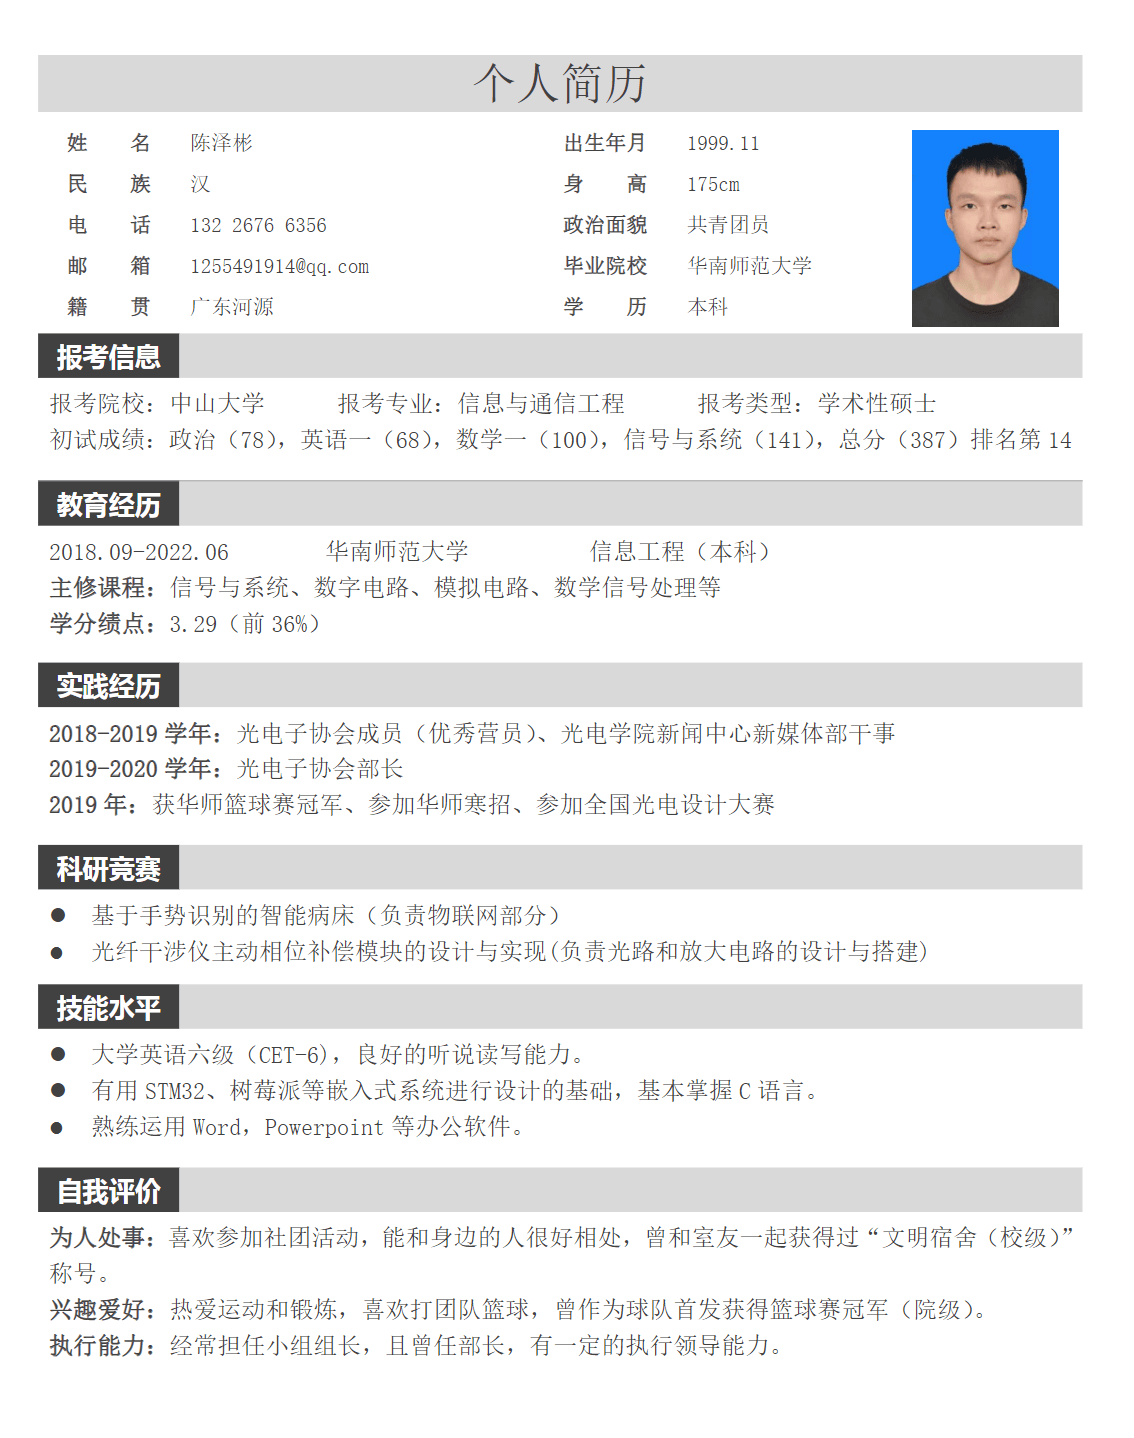 个人简历
姓 名 陈泽彬 出生年月 1999.11
民 族 汉 身 高 175cm
电 话 132 2676 6356 政治面貌 共青团员
邮 箱 1255491914@qq.com 毕业院校 华南师范大学
籍 贯 广东河源 学 历 本科
报考信息
报考院校：中山大学 报考专业：信息与通信工程 报考类型：学术性硕士
初试成绩：政治（78），英语一（68），数学一（100），信号与系统（141），总分（387）排名第 14
教育经历
2018.09-2022.06 华南师范大学 信息工程（本科）
主修课程：信号与系统、数字电路、模拟电路、数学信号处理等
学分绩点：3.29（前 36%）
实践经历
2018-2019 学年：光电子协会成员（优秀营员）、光电学院新闻中心新媒体部干事
2019-2020 学年：光电子协会部长
2019 年：获华师篮球赛冠军、参加华师寒招、参加全国光电设计大赛
科研竞赛
● 基于手势识别的智能病床（负责物联网部分）
● 光纤干涉仪主动相位补偿模块的设计与实现(负责光路和放大电路的设计与搭建)
技能水平
● 大学英语六级（CET-6)，良好的听说读写能力。
● 有用 STM32、树莓派等嵌入式系统进行设计的基础，基本掌握 C 语言。
● 熟练运用 Word，Powerpoint 等办公软件。
自我评价
为人处事：喜欢参加社团活动，能和身边的人很好相处，曾和室友一起获得过“文明宿舍（校级）”
称号。
兴趣爱好：热爱运动和锻炼，喜欢打团队篮球，曾作为球队首发获得篮球赛冠军（院级）。
执行能力：经常担任小组组长，且曾任部长，有一定的执行领导能力。